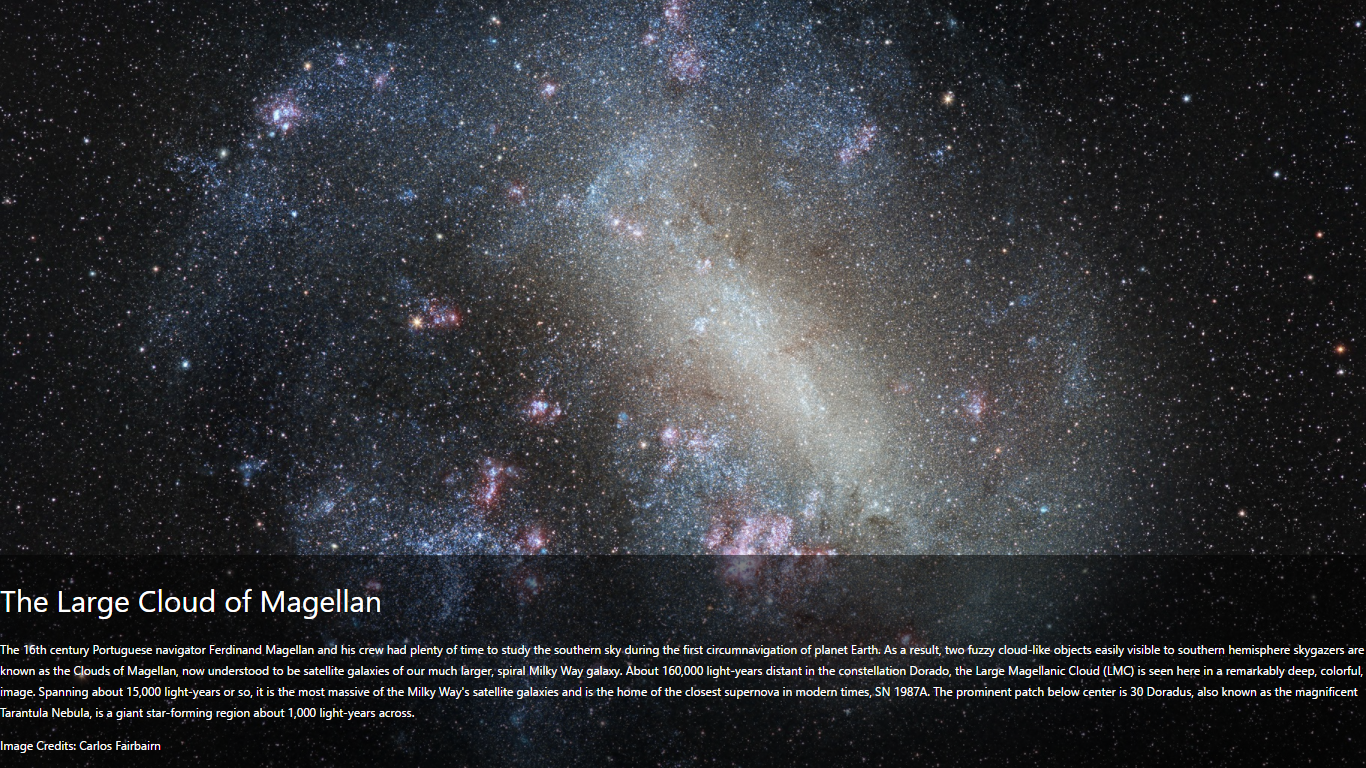 The Large Cloud of Magellan
The 16th century Portuguese navigator Ferdinand Magellan and his crew had plenty of time to study the southern sky during the first circumnavigation of planet Earth. As a result, two fuzzy cloud-like objects easily visible to southern hemisphere skygazers are
known as the Clouds of Magellan, now understood to be satellite galaxies of our much larger, spiral Milky Way galaxy. About 160,000 light-years distant in the constellation Dorado, the Large Magellanic Cloud (LMC) is seen here in a remarkably deep, colorful,
image. Spanning about 15,000 light-years or so, it is the most massive of the Milky Way's satellite galaxies and is the home of the closest supernova in modern times, SN 1987A. The prominent patch below center is 30 Doradus, also known as the magnificent
Tarantula Nebula, is a giant star-forming region about 1,000 light-years across.
Image Credits: Carlos Fairbairn